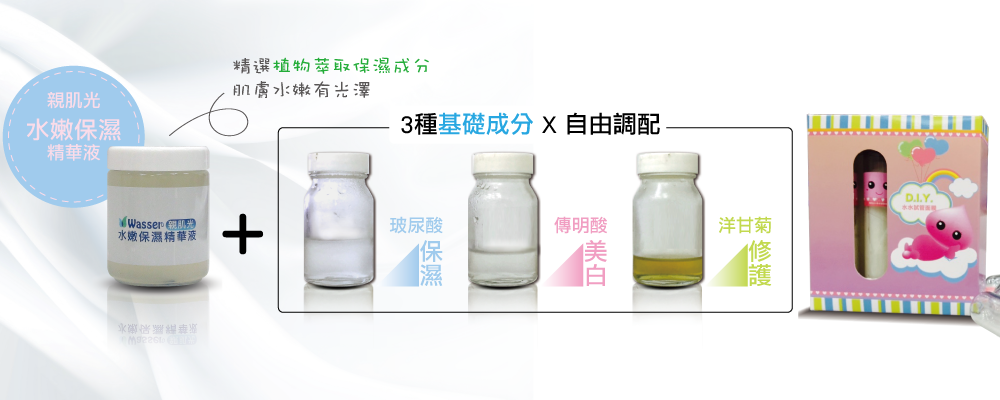 精選植物萃取保濕成分
肌膚水嫩有光澤
親肌光
水嫩保濕
精華液
3種基礎成分 X 自由調配
Wasser 親肌光
水嫩保濕精華液
+
玻尿酸
保濕
傳明酸
美白
洋甘菊
修護
D.I.Y.